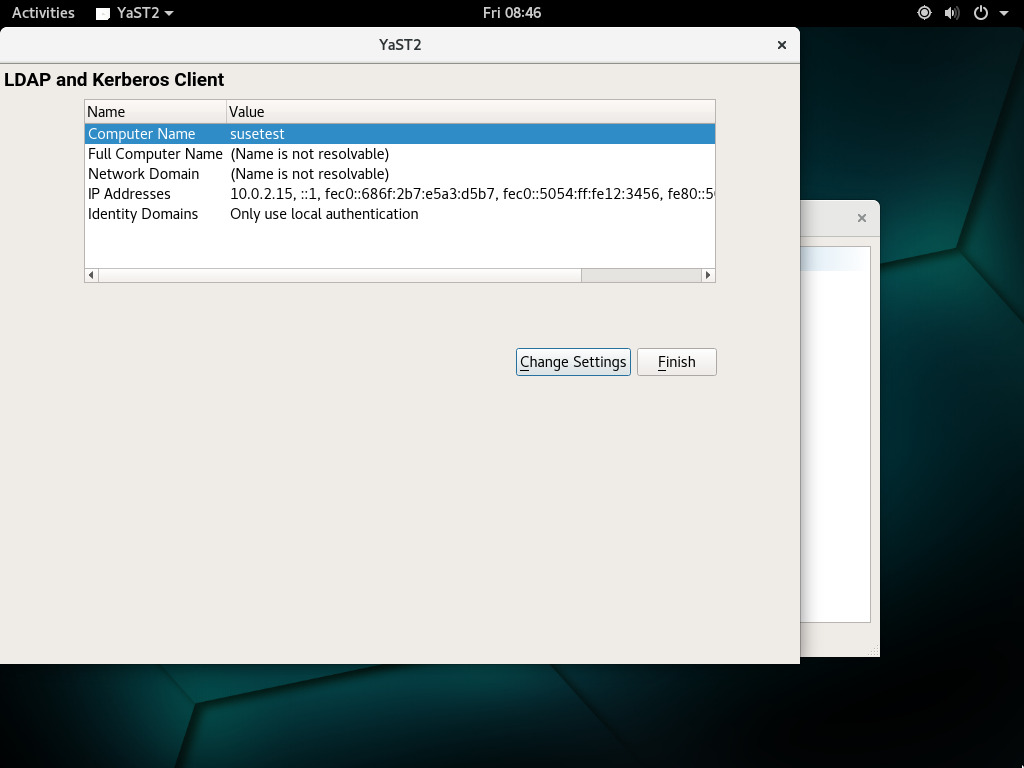 Activities YaST2 Fri 08:46
YaST2
LDAP and Kerberos Client
Name Value
Computer Name susetest
Full Computer Name (Name is not resolvable)
Network Domain (Name is not resolvable)
IP Addresses 10.0.2.15, ::1, fec0::686f:2b7:e5a3:d5b7, fec0::5054:ff:fe12:3456, fe80::5
Identity Domains Only use local authentication
Change Settings Finish